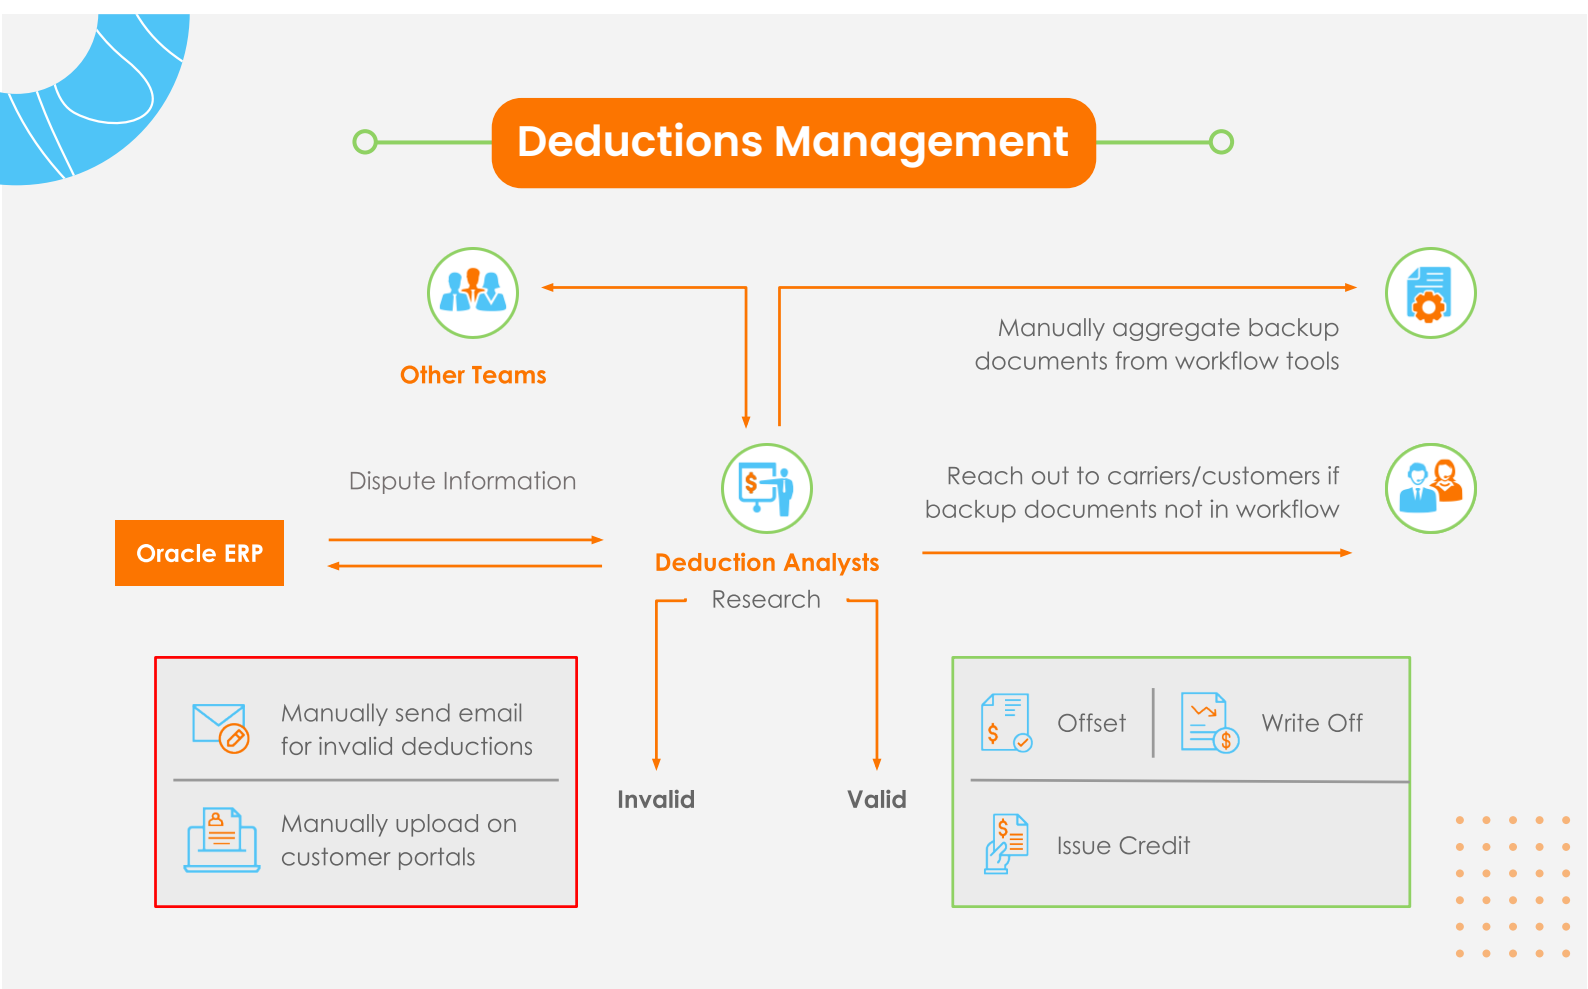 Deductions Management
Other Teams
Manually aggregate backup
documents from workflow tools
Dispute Information
Reach out to carriers/customers if
backup documents not in workflow
Oracle ERP
$
Deduction Analysts
Research
Manually send email
for invalid deductions
Manually upload on
customer portals
Invalid
Valid
$
Offset
$
Write Off
$
Issue Credit